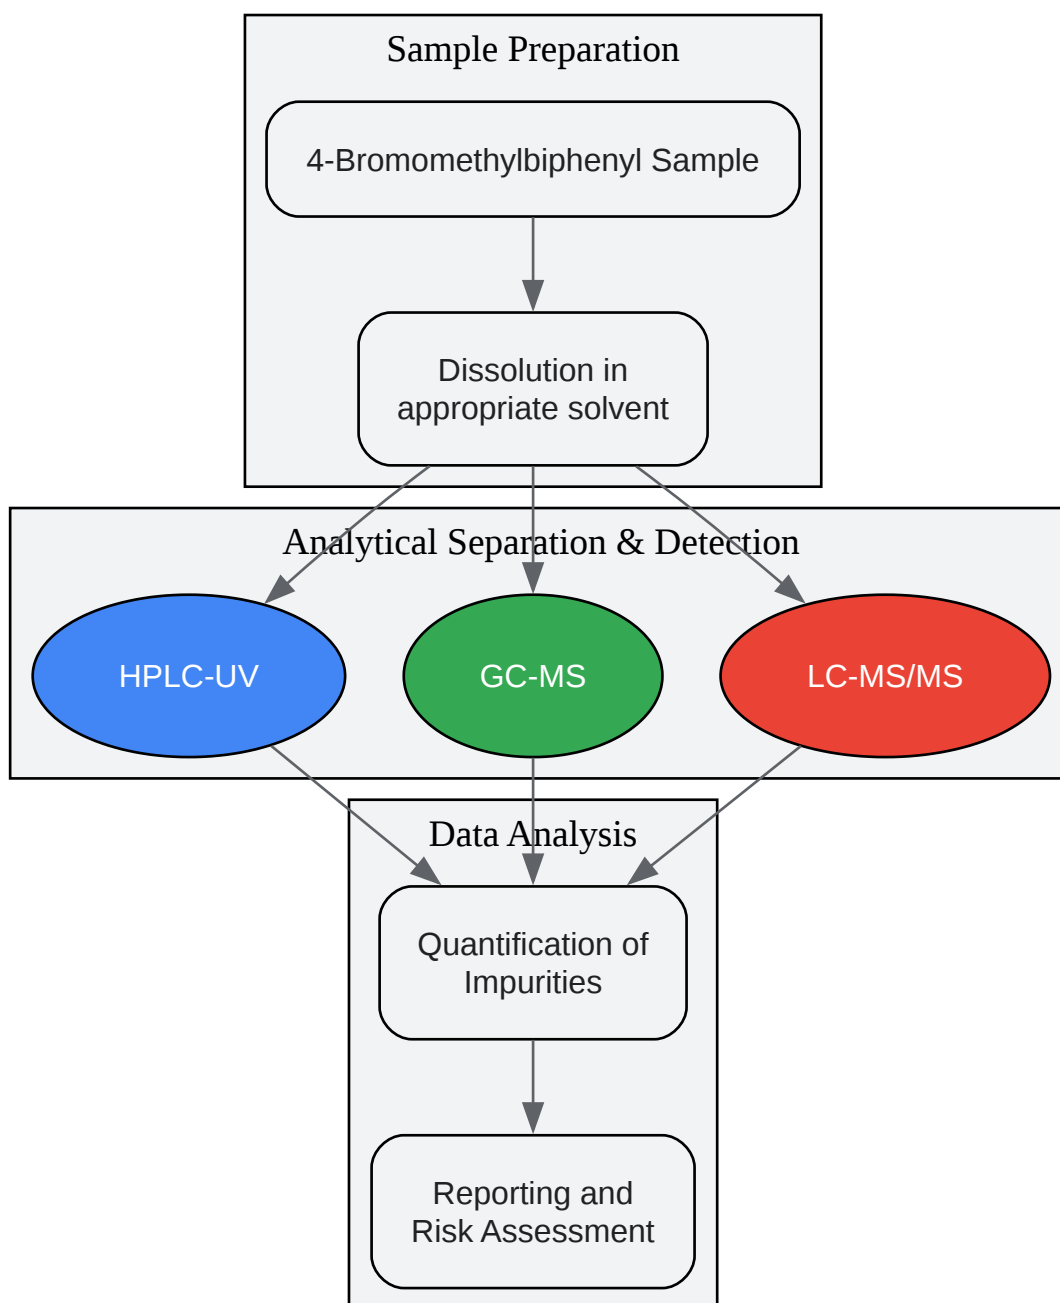 Sample Preparation
4-Bromomethylbiphenyl Sample
Dissolution in
appropriate solvent
Analytical Separation & Detection
HPLC-UV
GC-MS
LC-MS/MS
Data Analysis
Quantification of
Impurities
Reporting and
Risk Assessment